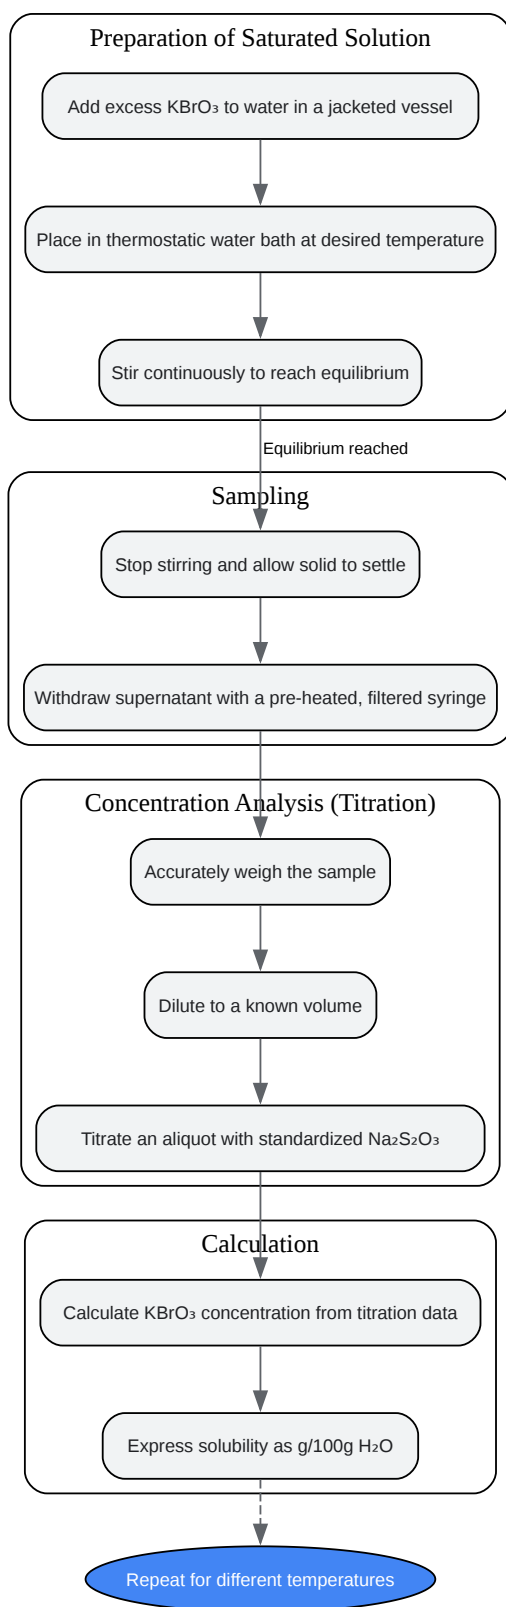 Preparation of Saturated Solution
Add excess KBrO₃ to water in a jacketed vessel
Place in thermostatic water bath at desired temperature
Stir continuously to reach equilibrium
Equilibrium reached
Sampling
Stop stirring and allow solid to settle
Withdraw supernatant with a pre-heated, filtered syringe
Concentration Analysis (Titration)
Accurately weigh the sample
Dilute to a known volume
Titrate an aliquot with standardized Na₂S₂O₃
Calculation
Calculate KBrO₃ concentration from titration data
Express solubility as g/100g H₂O
Repeat for different temperatures